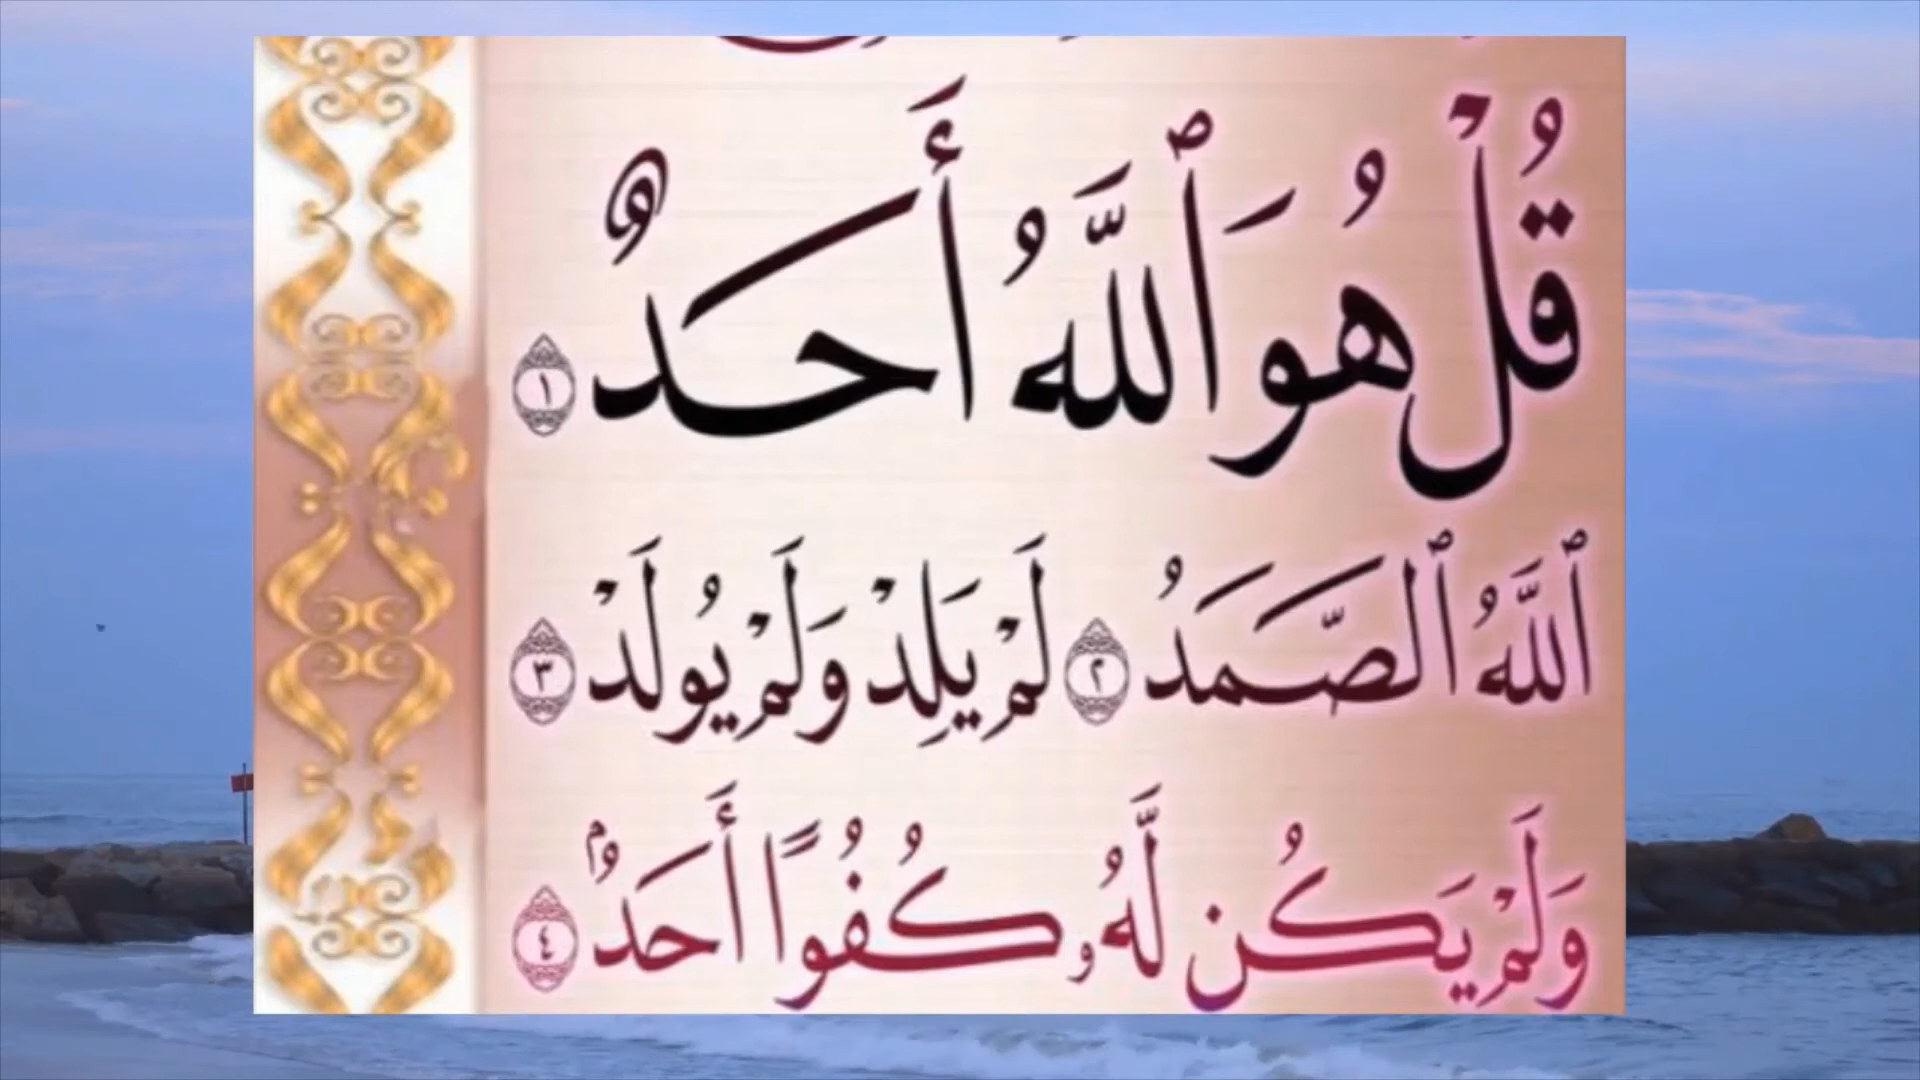 قُلْ هُوَ ٱللَّهُ أَحَدٌ ١
ٱللَّهُ ٱلصَّمَدُ ٢ لَمْ يَلِدْ وَلَمْ يُولَدْ ٣
وَلَمْ يَكُن لَّهُۥ كُفُوًا أَحَدٌۢ ٤